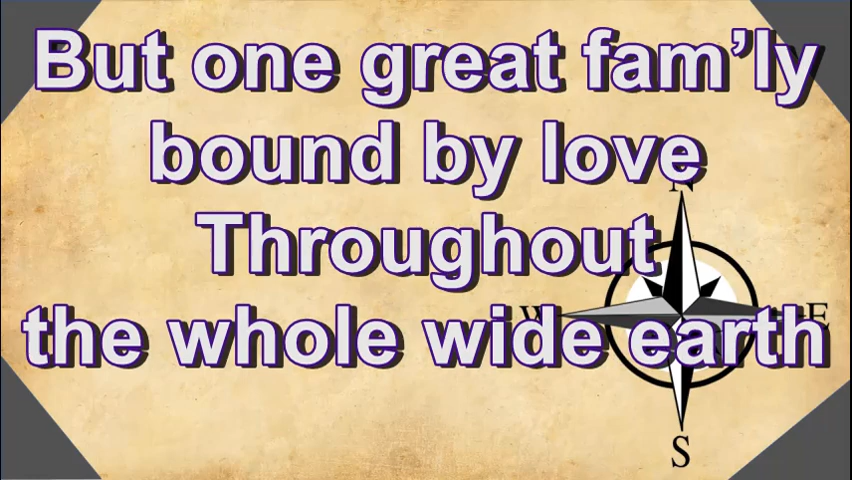 But one great fam’ly
bound by love
N
Throughout
W E
the whole wide earth
S